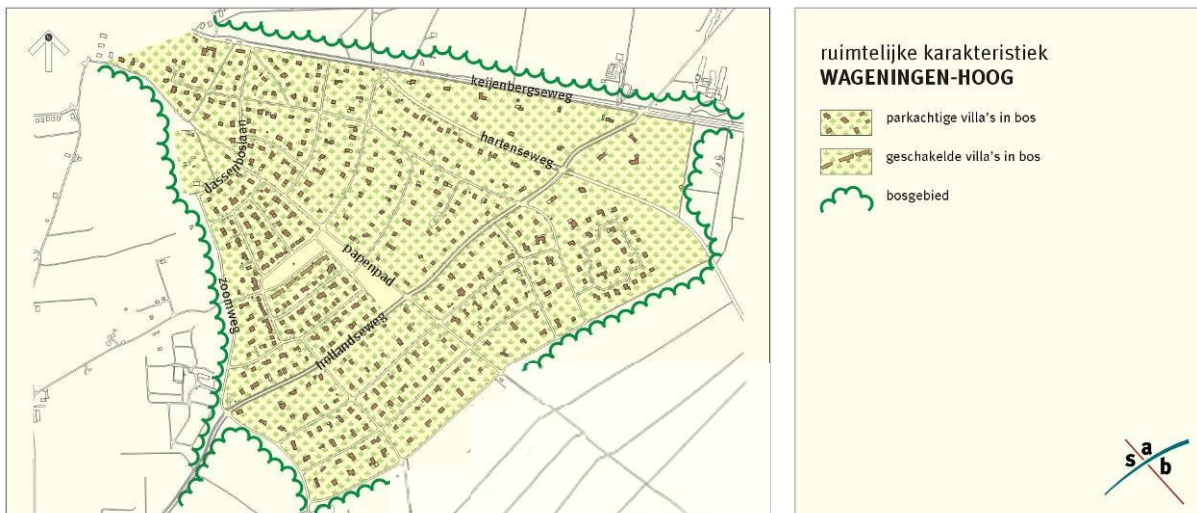 keijenbergseweg
hartenseweg
dassenboslaan
papenpad
zoomweg
hollandseweg
ruimtelijke karakteristiek
WAGENINGEN-HOOG
parkachtige villa's in bos
geschakelde villa's in bos
bosgebied
s a b